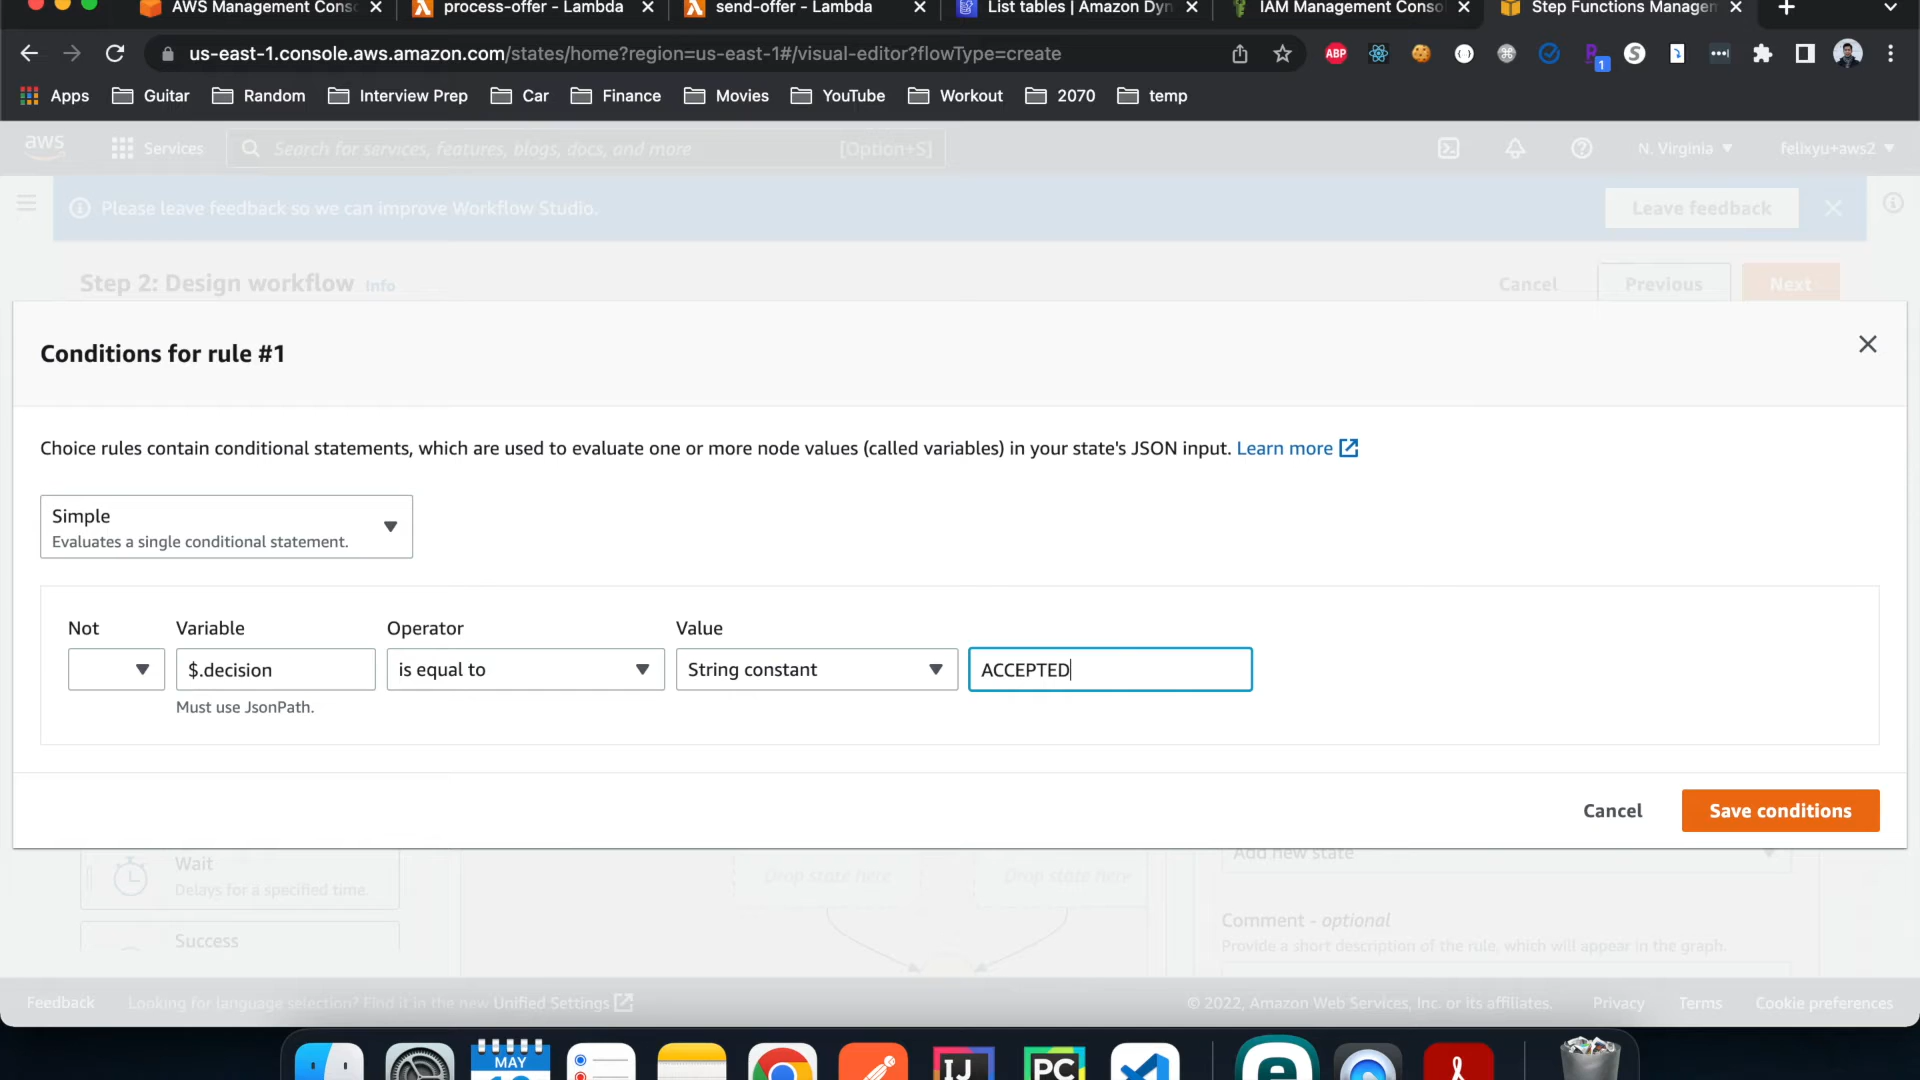 AWS Management Cons
process-offer - Lambda
send-offer - Lambda
List tables | Amazon Dyn
IAM Management Conso
Step Functions Managem
us-east-1.console.aws.amazon.com/states/home?region=us-east-1#/visual-editor?flowType=create
ABP
1
Apps
Guitar
Random
Interview Prep
Car
Finance
Movies
YouTube
Workout
2070
temp
aws
Services
Search for services, features, blogs, docs, and more
[Option+S]
N. Virginia
felixyu+aws2
Please leave feedback so we can improve Workflow Studio.
Leave feedback
Step 2: Design workflow Info
Cancel
Previous
Next
Conditions for rule #1
Choice rules contain conditional statements, which are used to evaluate one or more node values (called variables) in your state's JSON input. Learn more
Simple
Evaluates a single conditional statement.
Not
Variable
Operator
Value
$.decision
is equal to
String constant
ACCEPTED
Must use JsonPath.
Cancel
Save conditions
Wait
Delays for a specified time.
Success
Drop state here
Drop state here
Add new state
Comment - optional
Provide a short description of the rule, which will appear in the graph.
Feedback
Looking for language selection? Find it in the new Unified Settings
© 2022, Amazon Web Services, Inc. or its affiliates.
Privacy
Terms
Cookie preferences
MAY
IJ
PC